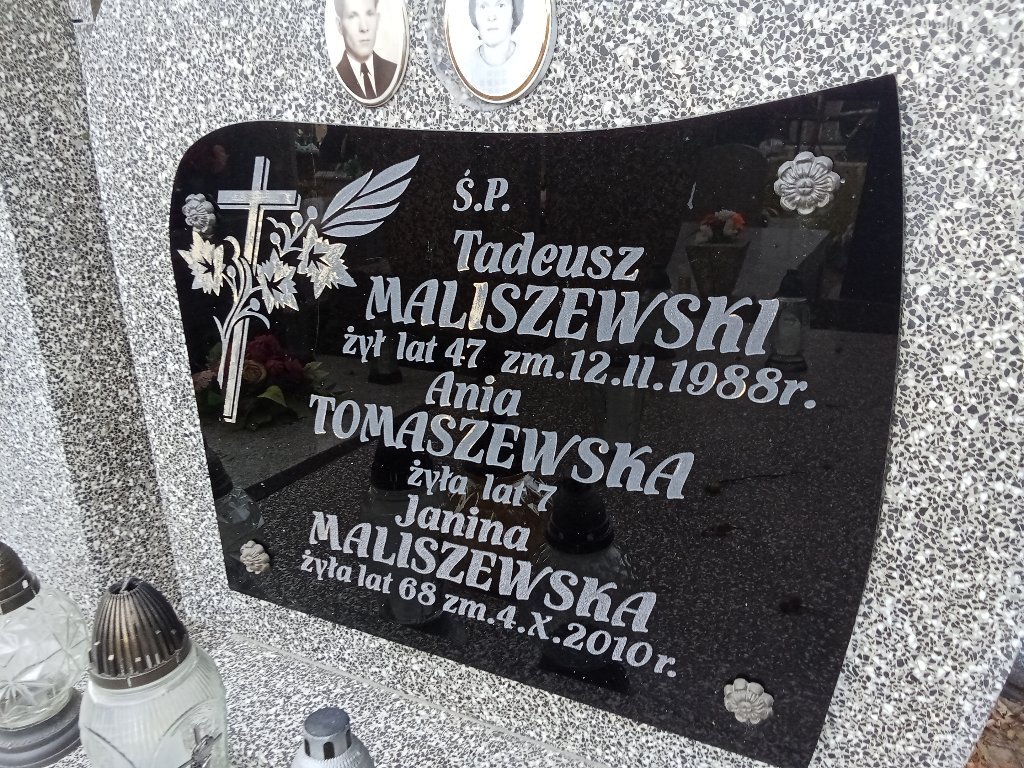 Ś.P.
Tadeusz
MALISZEWSKI
żył lat 47 zm.12.II.1988r.
Ania
TOMASZEWSKA
żyła lat 7
Janina
MALISZEWSKA
żyła lat 68 zm.4.X.2010r.